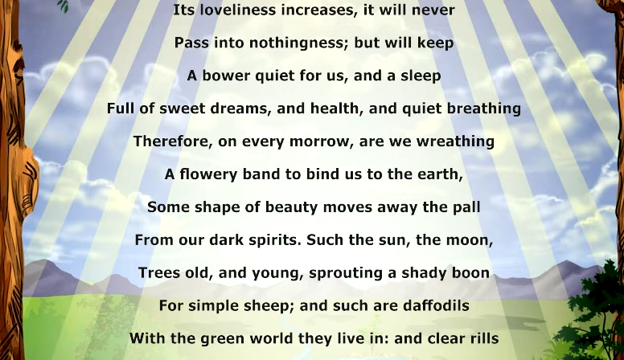 Its loveliness increases, it will never
Pass into nothingness; but will keep
A bower quiet for us, and a sleep
Full of sweet dreams, and health, and quiet breathing
Therefore, on every morrow, are we wreathing
A flowery band to bind us to the earth,
Some shape of beauty moves away the pall
From our dark spirits. Such the sun, the moon,
Trees old, and young, sprouting a shady boon
For simple sheep; and such are daffodils
With the green world they live in: and clear rills